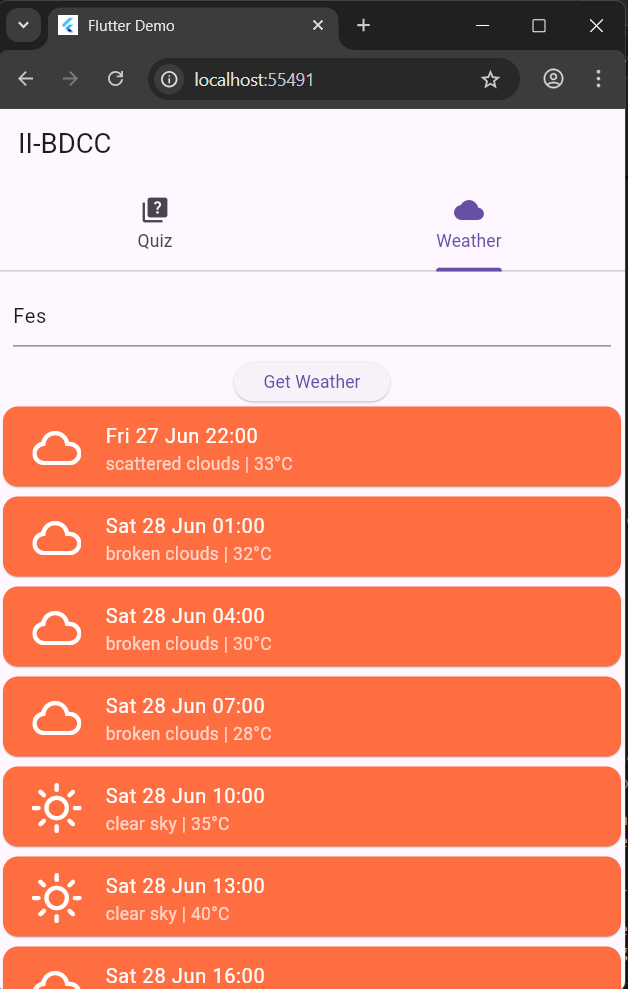 Flutter Demo
localhost:55491
II-BDCC
Quiz
Weather
Fes
Get Weather
Fri 27 Jun 22:00
scattered clouds | 33°C
Sat 28 Jun 01:00
broken clouds | 32°C
Sat 28 Jun 04:00
broken clouds | 30°C
Sat 28 Jun 07:00
broken clouds | 28°C
Sat 28 Jun 10:00
clear sky | 35°C
Sat 28 Jun 13:00
clear sky | 40°C
Sat 28 Jun 16:00